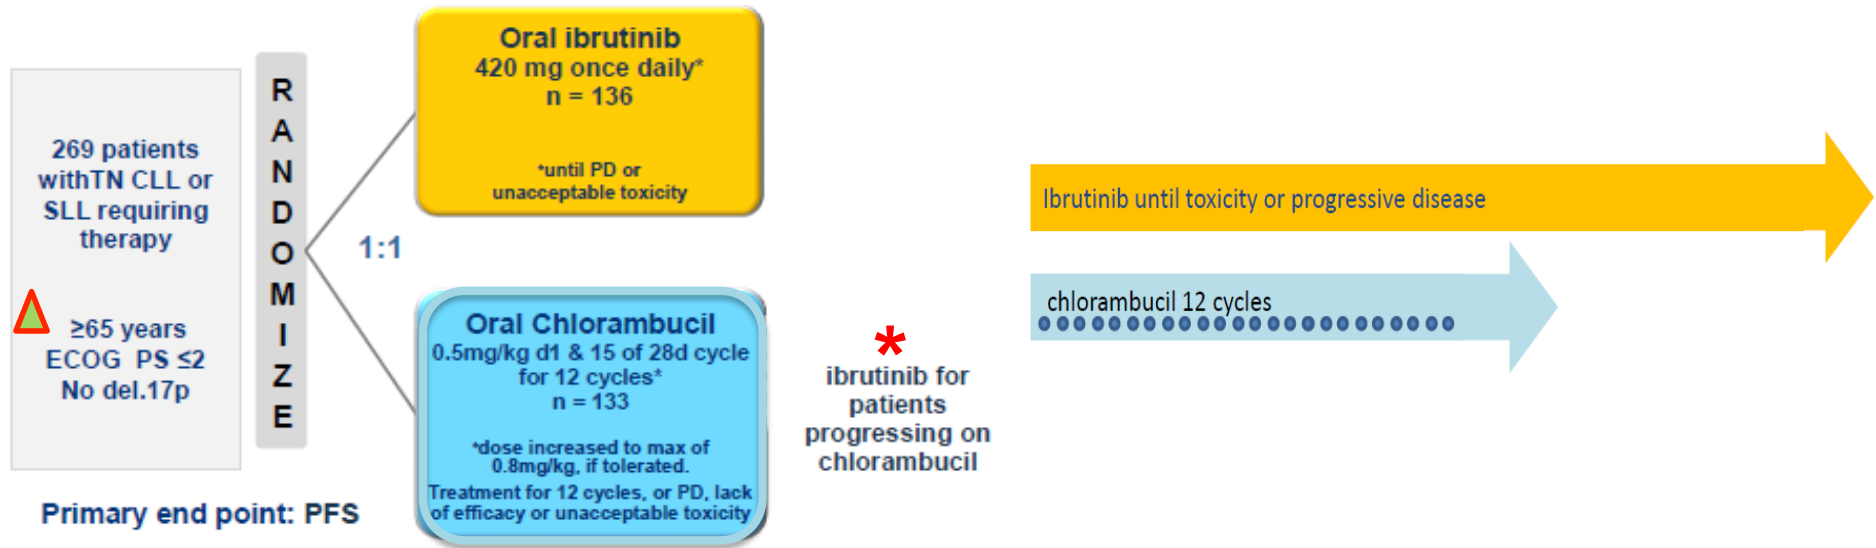 269 patients
withTN CLL or
SLL requiring
therapy
≥65 years
ECOG PS ≤2
No del.17p
Primary end point: PFS
R
A
N
D
O
M
I
Z
E
1:1
Oral ibrutinib
420 mg once daily*
n = 136
*until PD or
unacceptable toxicity
Oral Chlorambucil
0.5mg/kg d1 & 15 of 28d cycle
for 12 cycles*
n = 133
*dose increased to max of
0.8mg/kg, if tolerated.
Treatment for 12 cycles, or PD, lack
of efficacy or unacceptable toxicity
*
ibrutinib for
patients
progressing on
chlorambucil
Ibrutinib until toxicity or progressive disease
chlorambucil 12 cycles